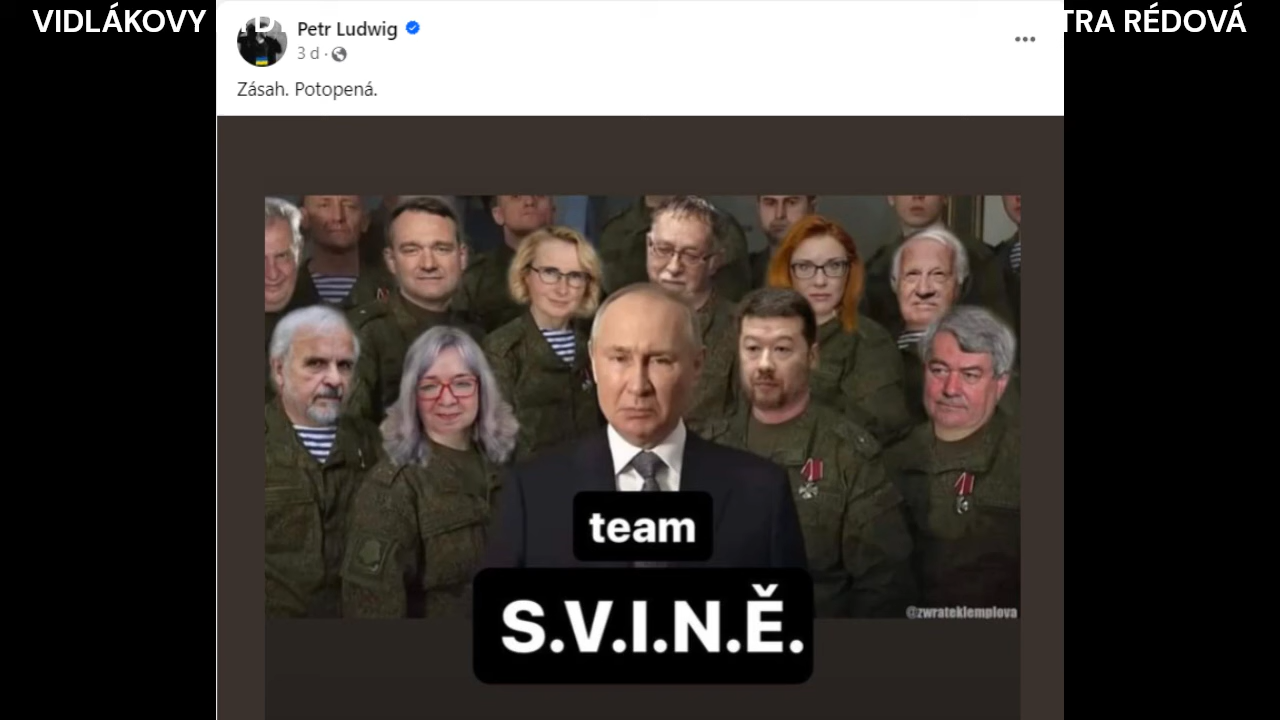 VIDLÁKOVY
TRA RÉDOVÁ
Petr Ludwig
3 d
Zásah. Potopená.
team
S.V.I.N.Ě.
@zwrateklemplova